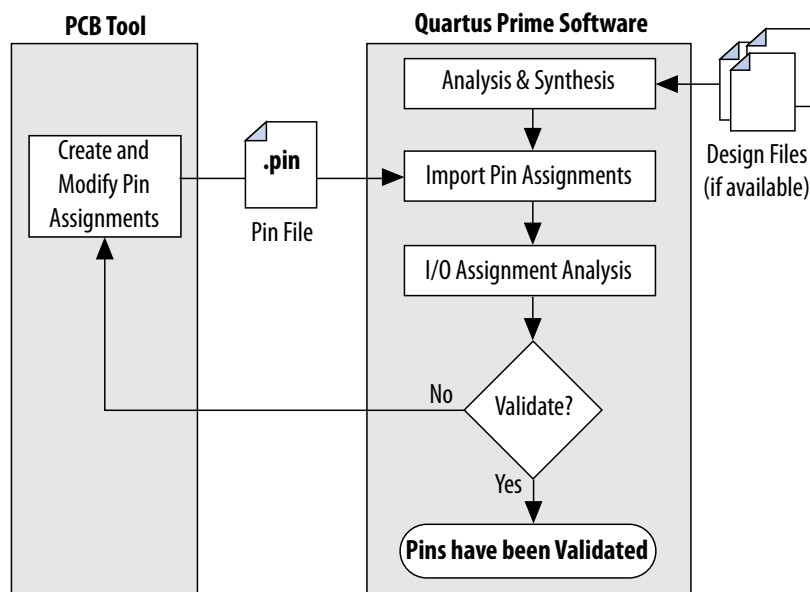 PCB Tool
Quartus Prime Software
Analysis & Synthesis
Design Files
(if available)
Create and
Modify Pin
Assignments
.pin
Pin File
Import Pin Assignments
I/O Assignment Analysis
No
Validate?
Yes
Pins have been Validated